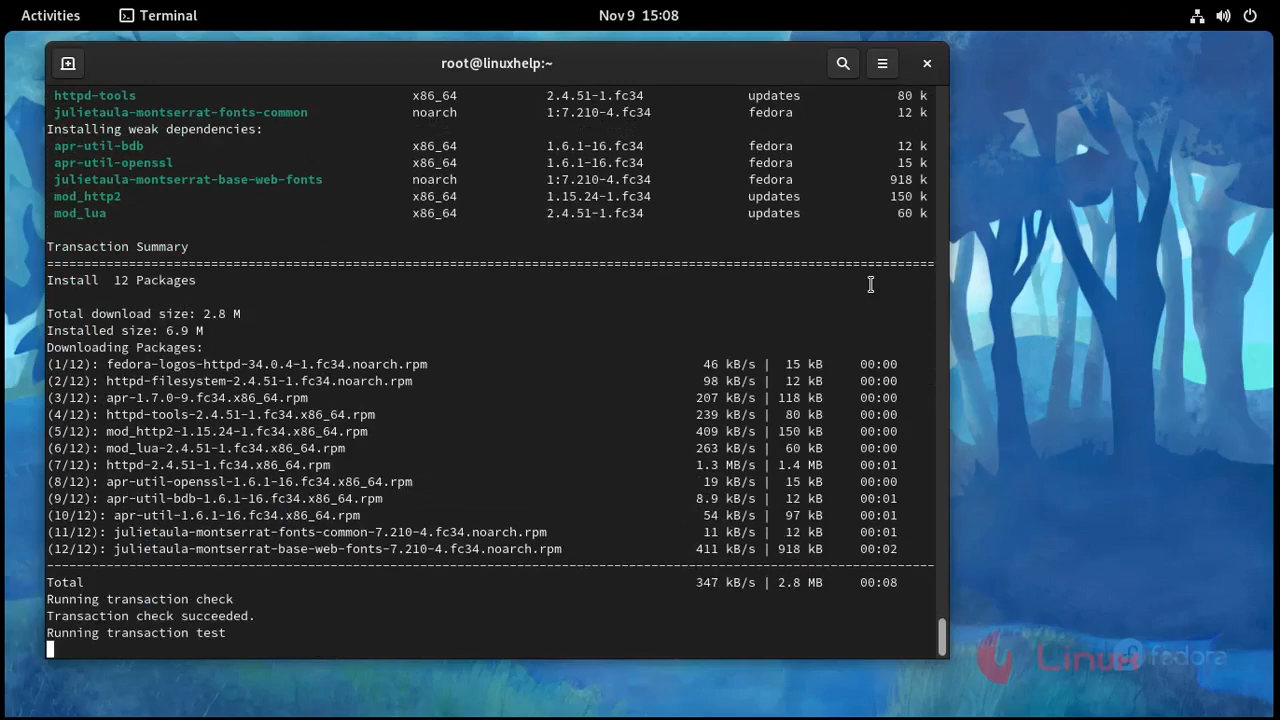 Activities Terminal Nov 9 15:08
root@linuxhelp:~
httpd-tools x86_64 2.4.51-1.fc34 updates 80 k
julietaula-montserrat-fonts-common noarch 1:7.210-4.fc34 fedora 12 k
Installing weak dependencies:
apr-util-bdb x86_64 1.6.1-16.fc34 fedora 12 k
apr-util-openssl x86_64 1.6.1-16.fc34 fedora 15 k
julietaula-montserrat-base-web-fonts noarch 1:7.210-4.fc34 fedora 918 k
mod_http2 x86_64 1.15.24-1.fc34 updates 150 k
mod_lua x86_64 2.4.51-1.fc34 updates 60 k
Transaction Summary
================================================================================
Install 12 Packages
Total download size: 2.8 M
Installed size: 6.9 M
Downloading Packages:
(1/12): fedora-logos-httpd-34.0.4-1.fc34.noarch.rpm 46 kB/s | 15 kB 00:00
(2/12): httpd-filesystem-2.4.51-1.fc34.noarch.rpm 98 kB/s | 12 kB 00:00
(3/12): apr-1.7.0-9.fc34.x86_64.rpm 207 kB/s | 118 kB 00:00
(4/12): httpd-tools-2.4.51-1.fc34.x86_64.rpm 239 kB/s | 80 kB 00:00
(5/12): mod_http2-1.15.24-1.fc34.x86_64.rpm 409 kB/s | 150 kB 00:00
(6/12): mod_lua-2.4.51-1.fc34.x86_64.rpm 263 kB/s | 60 kB 00:00
(7/12): httpd-2.4.51-1.fc34.x86_64.rpm 1.3 MB/s | 1.4 MB 00:01
(8/12): apr-util-openssl-1.6.1-16.fc34.x86_64.rpm 19 kB/s | 15 kB 00:00
(9/12): apr-util-bdb-1.6.1-16.fc34.x86_64.rpm 8.9 kB/s | 12 kB 00:01
(10/12): apr-util-1.6.1-16.fc34.x86_64.rpm 54 kB/s | 97 kB 00:01
(11/12): julietaula-montserrat-fonts-common-7.210-4.fc34.noarch.rpm 11 kB/s | 12 kB 00:01
(12/12): julietaula-montserrat-base-web-fonts-7.210-4.fc34.noarch.rpm 411 kB/s | 918 kB 00:02
--------------------------------------------------------------------------------
Total 347 kB/s | 2.8 MB 00:08
Running transaction check
Transaction check succeeded.
Running transaction test
Linux fedora